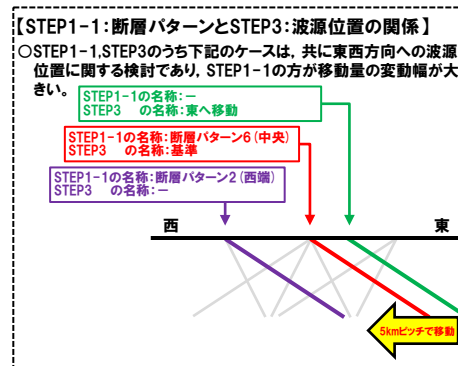 【STEP1-1：断層パターンとSTEP3：波源位置の関係】
○STEP1-1,STEP3のうち下記のケースは，共に東西方向への波源
位置に関する検討であり，STEP1-1の方が移動量の変動幅が大
きい。
STEP1-1の名称：－
STEP3　の名称：東へ移動
STEP1-1の名称：断層パターン6（中央）
STEP3　の名称：基準
STEP1-1の名称：断層パターン2（西端）
STEP3　の名称：－
西
東
5kmピッチで移動